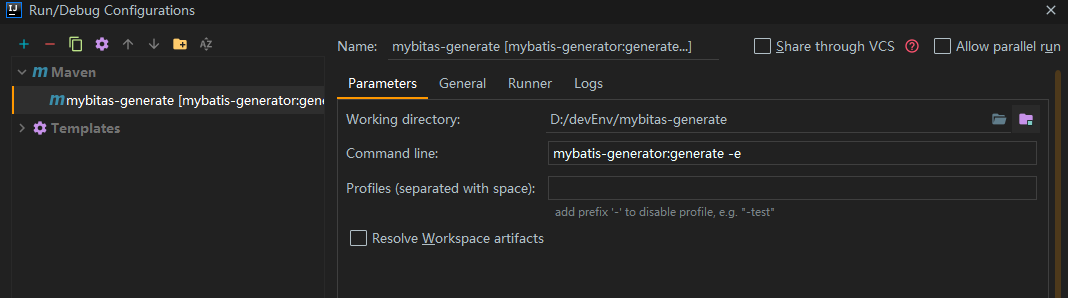 IJ Run/Debug Configurations
Name: mybitas-generate [mybatis-generator:generate...] Share through VCS ? Allow parallel run
Maven
mybitas-generate [mybatis-generator:gene
Templates
Parameters General Runner Logs
Working directory: D:/devEnv/mybitas-generate
Command line: mybatis-generator:generate -e
Profiles (separated with space):
add prefix '-' to disable profile, e.g. "-test"
Resolve Workspace artifacts